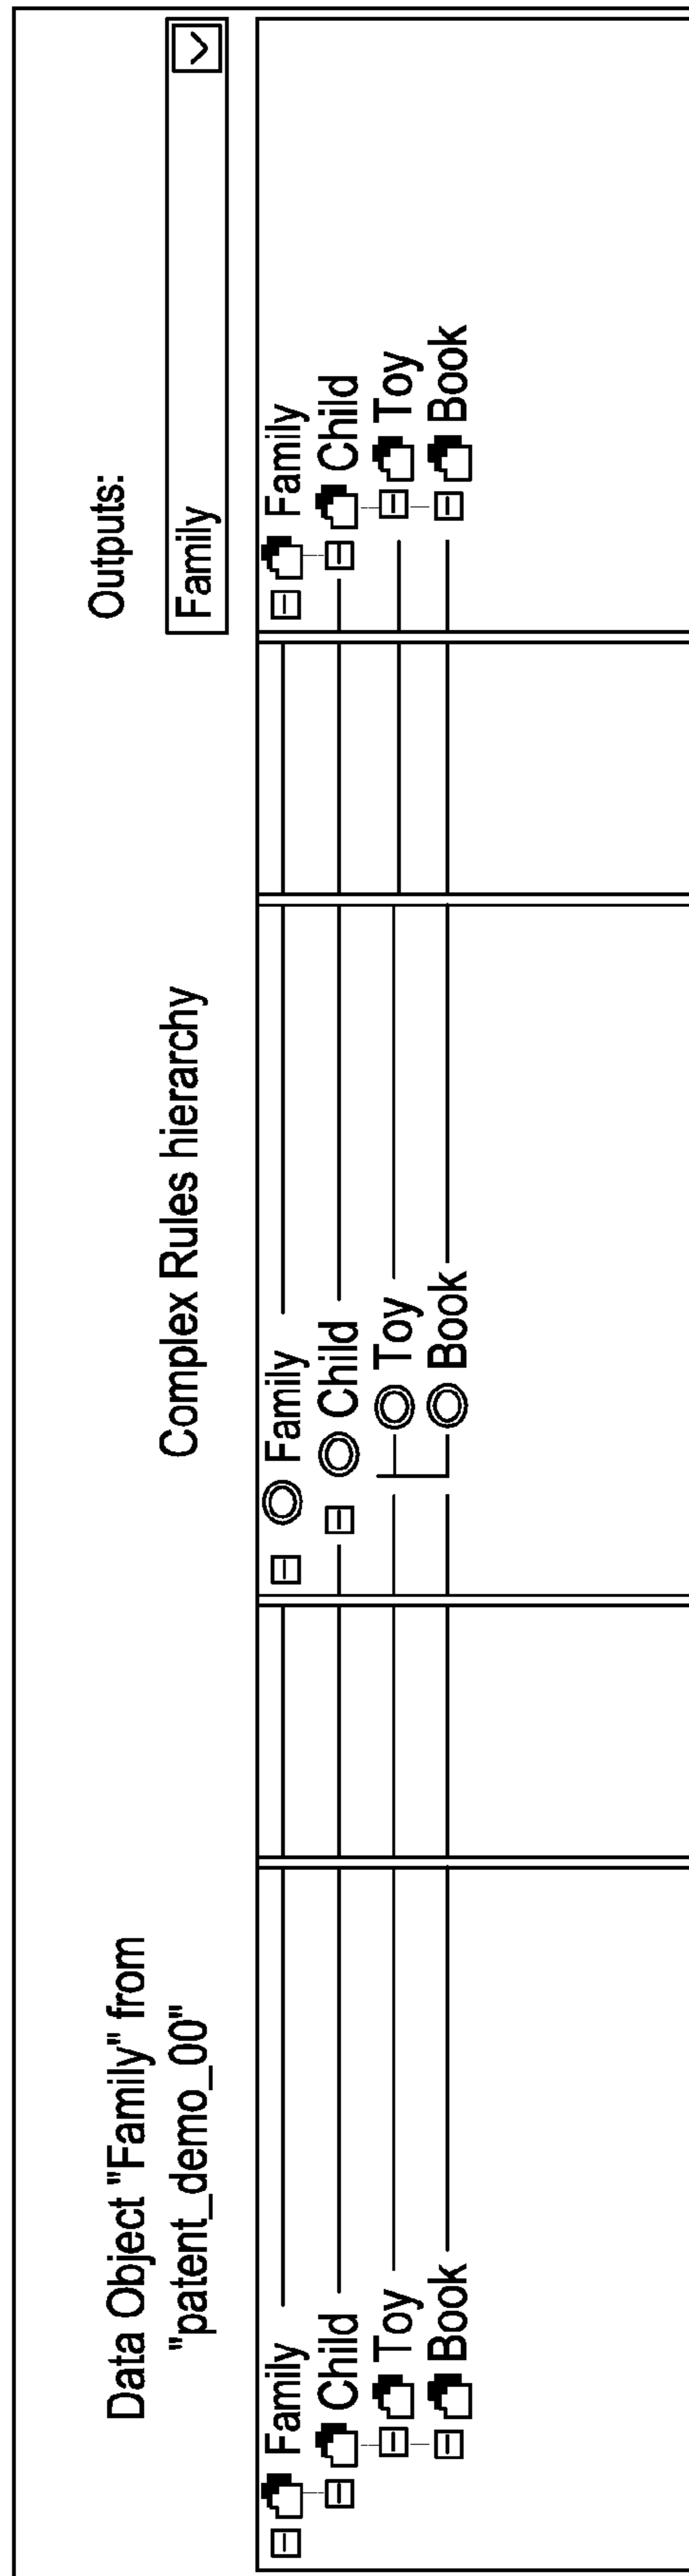 Data Object "Family" from
"patent_demo_00"
Complex Rules hierarchy
Outputs:
Family
Family
Child
Toy
Book
Family
Child
Toy
Book
Family
Child
Toy
Book